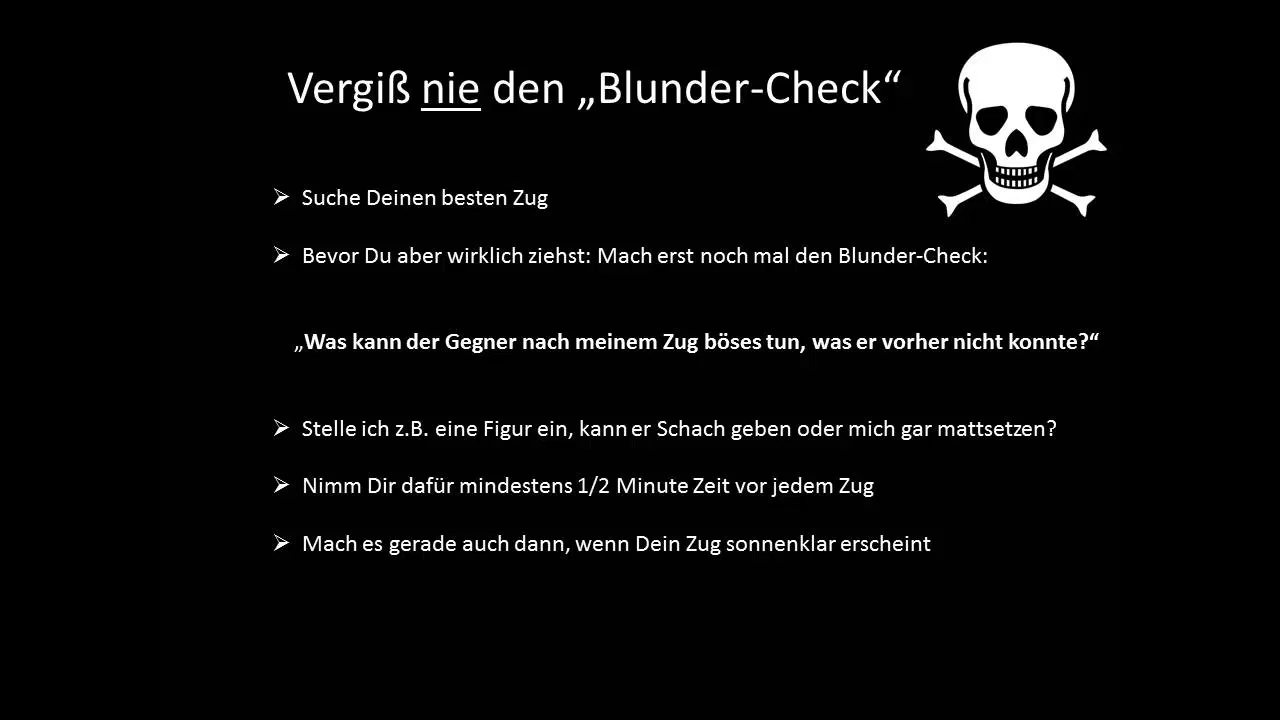 Vergiß nie den „Blunder-Check“
➢ Suche Deinen besten Zug
➢ Bevor Du aber wirklich ziehst: Mach erst noch mal den Blunder-Check:
„Was kann der Gegner nach meinem Zug böses tun, was er vorher nicht konnte?“
➢ Stelle ich z.B. eine Figur ein, kann er Schach geben oder mich gar mattsetzen?
➢ Nimm Dir dafür mindestens 1/2 Minute Zeit vor jedem Zug
➢ Mach es gerade auch dann, wenn Dein Zug sonnenklar erscheint